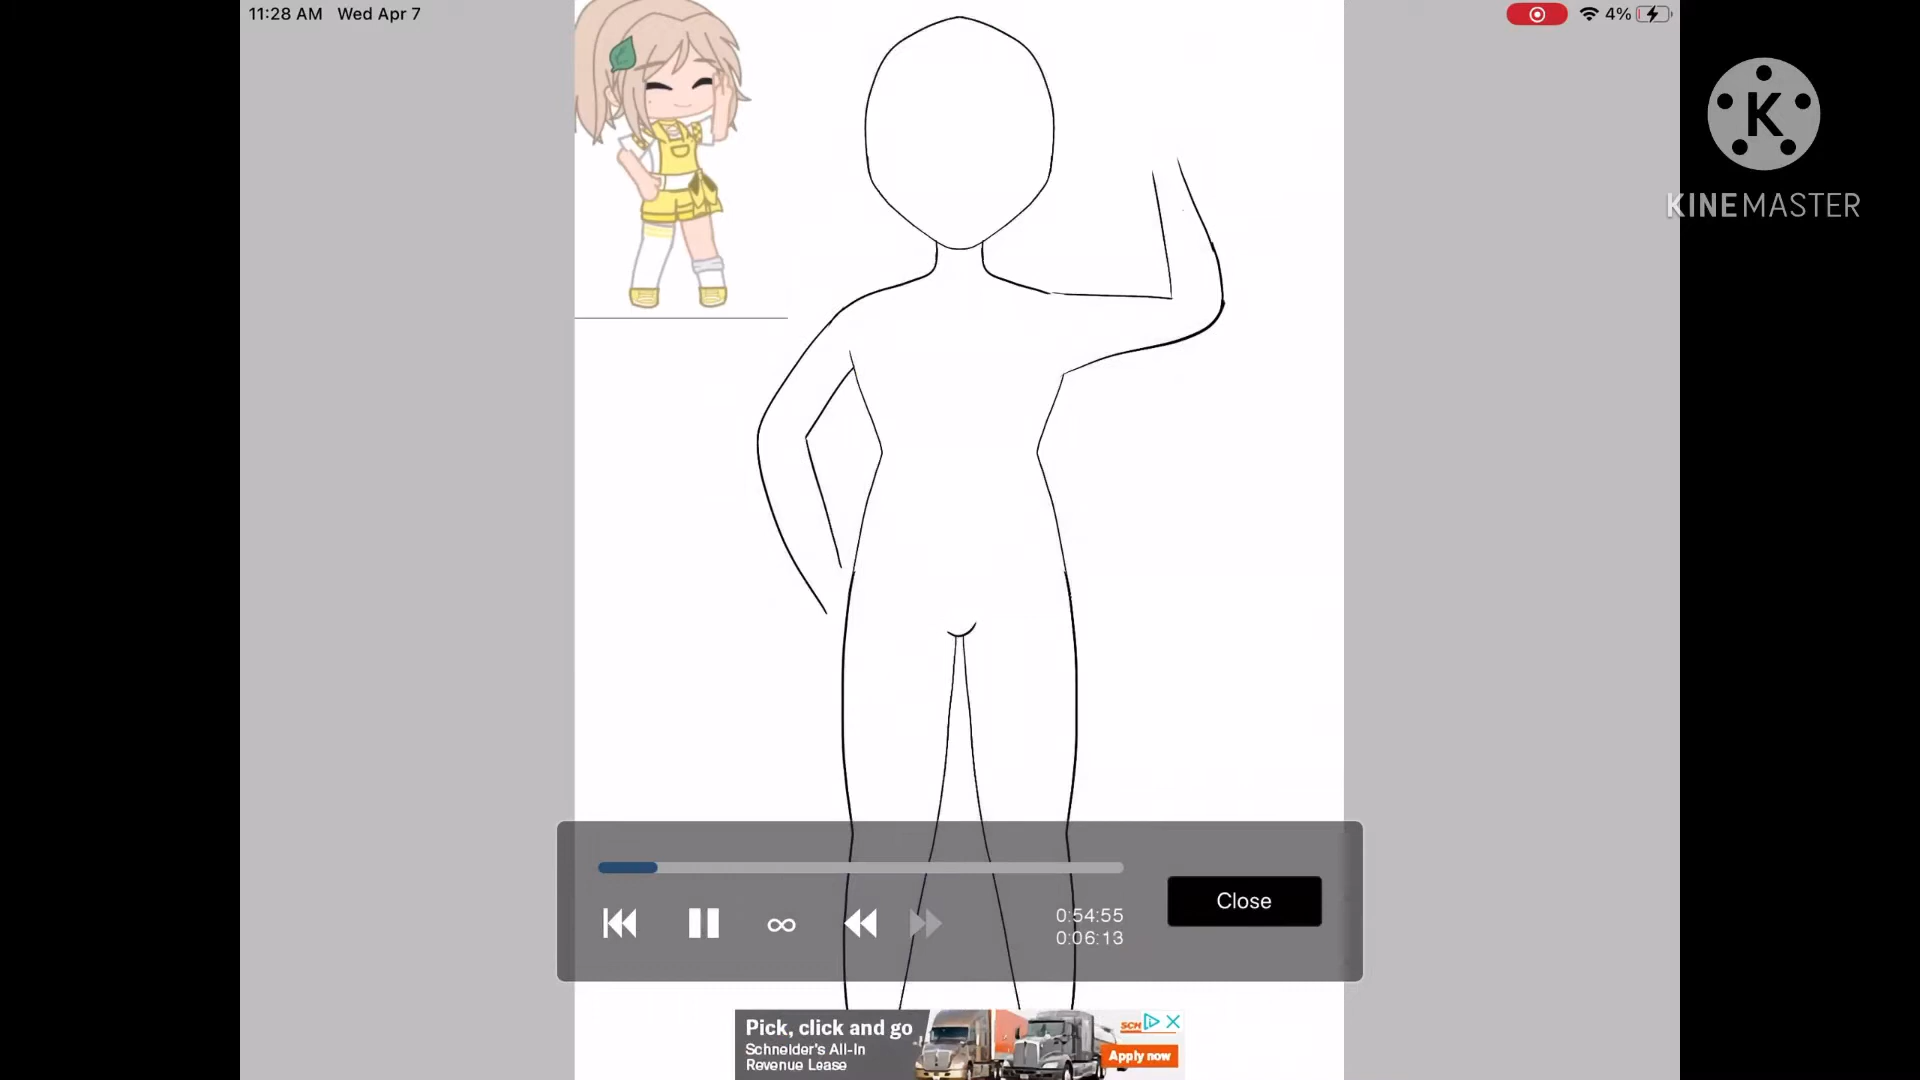 11:28 AM Wed Apr 7
4%
K
KINEMASTER
Close
0:54:55
0:06:13
Pick, click and go
Schneider's All-In
Revenue Lease
SCH
Apply now